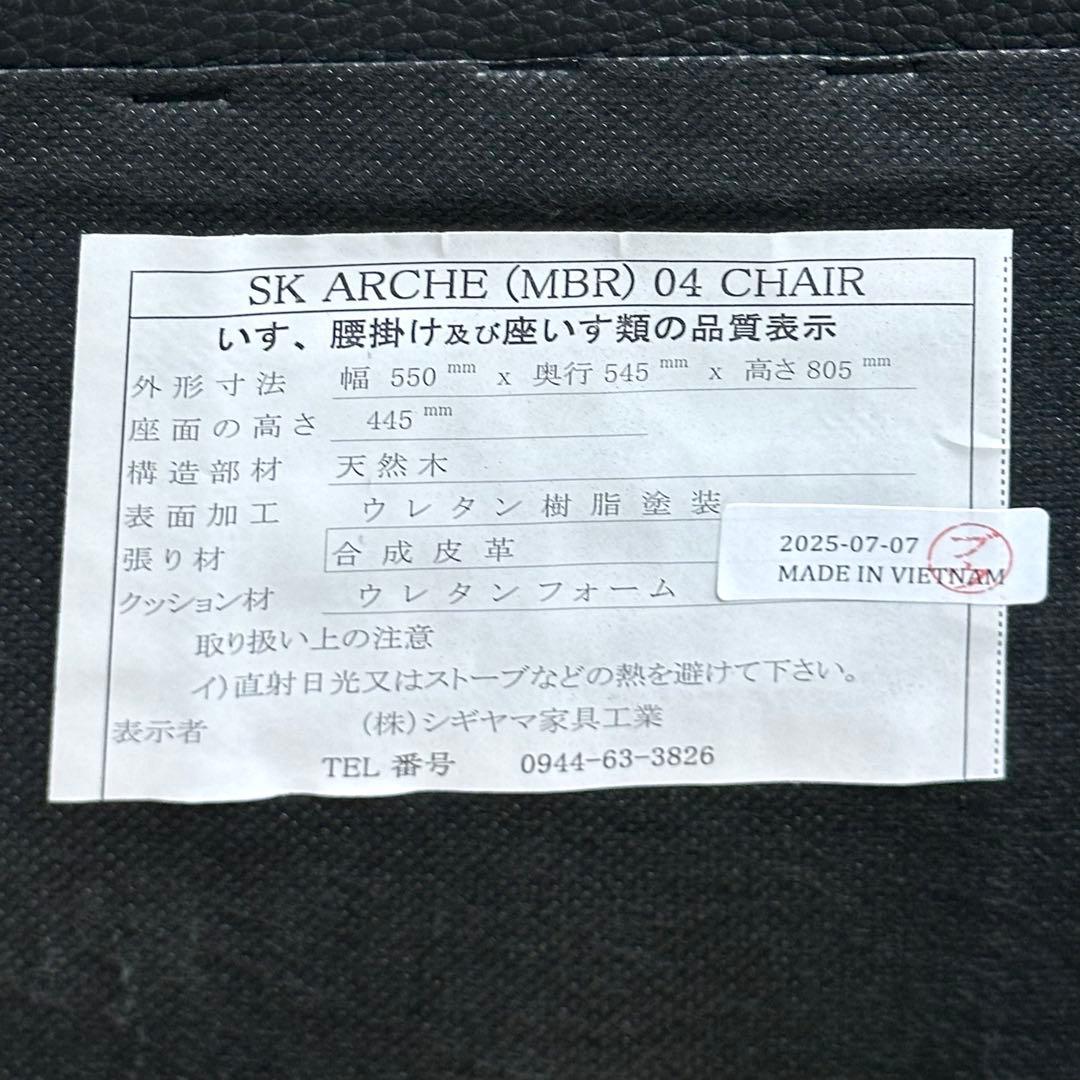 SK ARCHE (MBR) 04 CHAIR
いす、腰掛け及び座いす類の品質表示
外形寸法 幅 550 mm x 奥行 545 mm x 高さ 805 mm
座面の高さ 445 mm
構造部材 天然木
表面加工 ウレタン樹脂塗装
張り材 合成皮革
クッション材 ウレタンフォーム
2025-07-07
MADE IN VIETNAM
取り扱い上の注意
イ)直射日光又はストーブなどの熱を避けて下さい。
表示者 (株)シギヤマ家具工業
TEL 番号 0944-63-3826